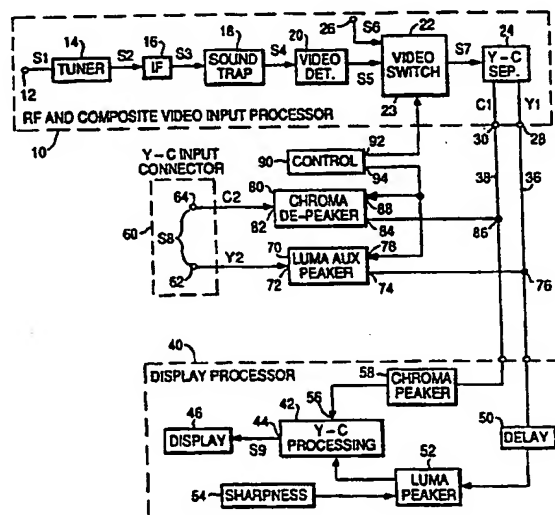 14
16
18
20
26
S6
22
24
S1
TUNER
S2
IF
S3
SOUND TRAP
S4
VIDEO DET.
S5
VIDEO SWITCH
S7
Y-C SEP.
12
23
C1
Y1
RF AND COMPOSITE VIDEO INPUT PROCESSOR
10
30
28
Y-C INPUT CONNECTOR
90
CONTROL
92
94
38
36
64
C2
80
82
CHROMA DE-PEAKER
88
84
86
60
S8
62
Y2
70
72
LUMA AUX PEAKER
78
74
76
40
DISPLAY PROCESSOR
58
CHROMA PEAKER
56
46
DISPLAY
S9
44
42
Y-C PROCESSING
50
DELAY
52
LUMA PEAKER
54
SHARPNESS